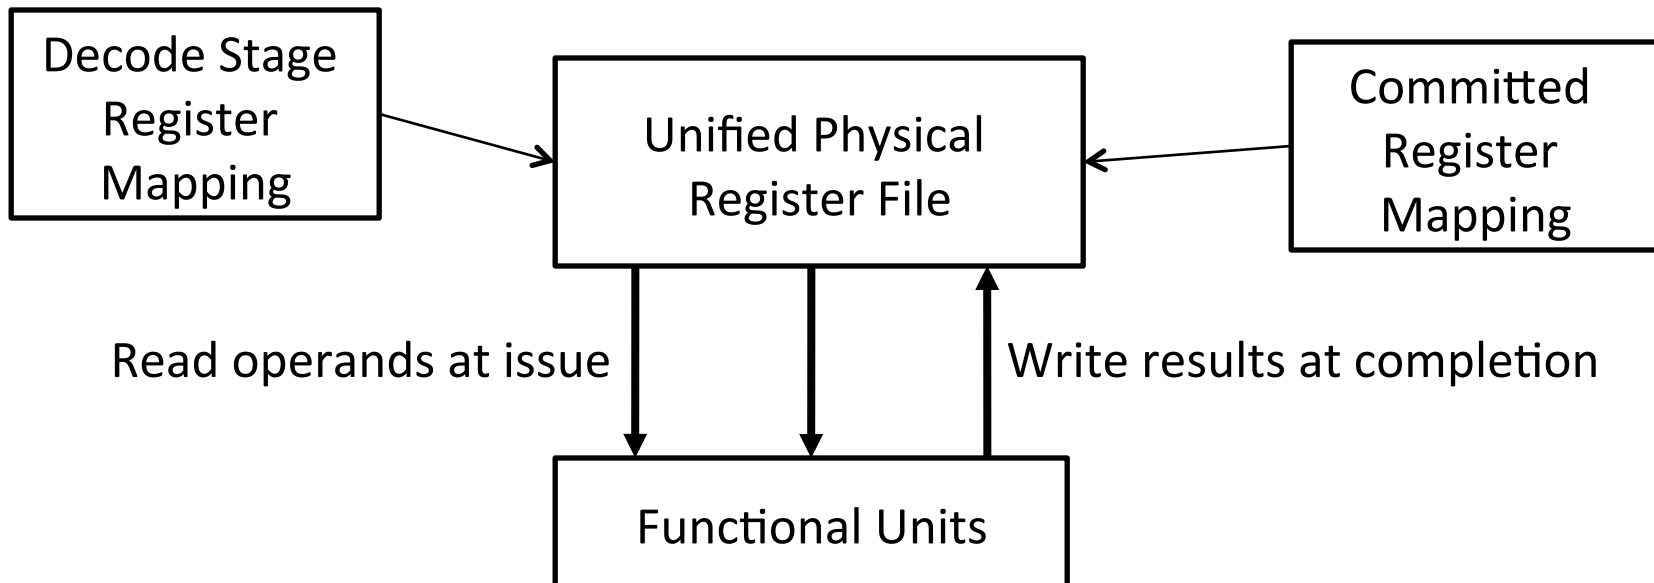 Decode Stage
Register
Mapping
Unified Physical
Register File
Committed
Register
Mapping
Read operands at issue
Write results at completion
Functional Units